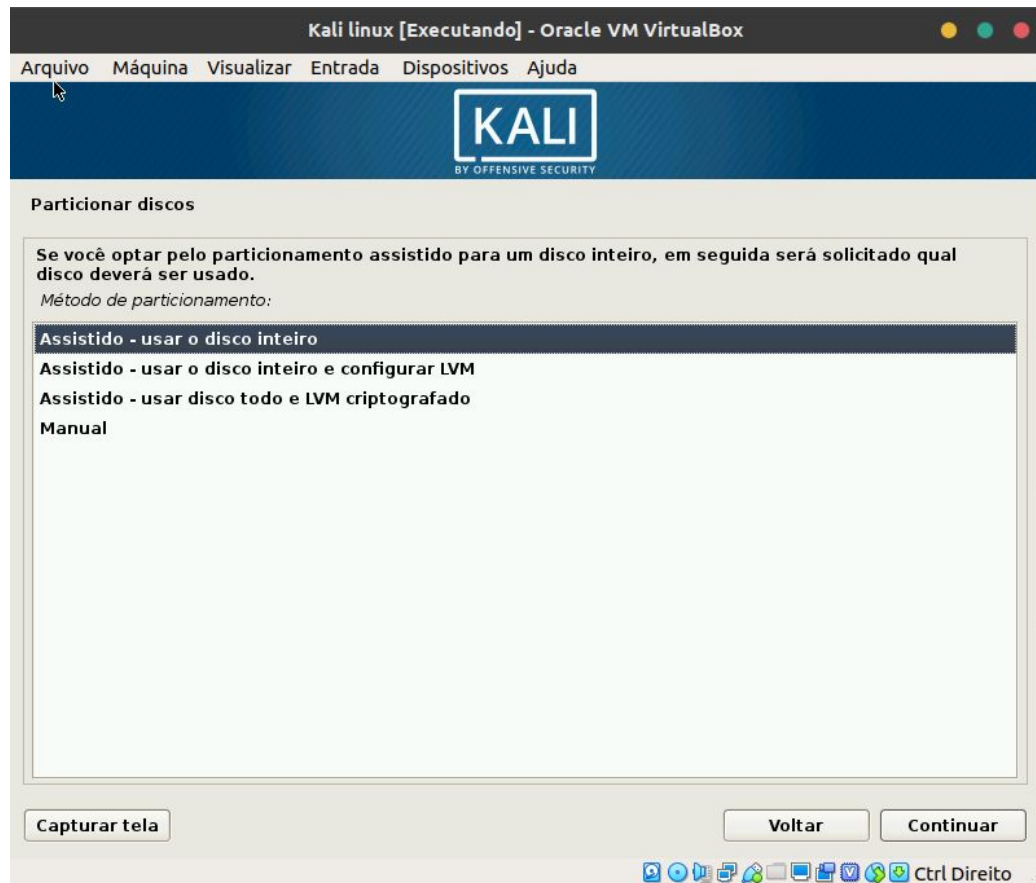 Kali linux [Executando] - Oracle VM VirtualBox
Arquivo Máquina Visualizar Entrada Dispositivos Ajuda
KALI
BY OFFENSIVE SECURITY
Particionar discos
Se você optar pelo particionamento assistido para um disco inteiro, em seguida será solicitado qual
disco deverá ser usado.
Método de particionamento:
Assistido - usar o disco inteiro
Assistido - usar o disco inteiro e configurar LVM
Assistido - usar disco todo e LVM criptografado
Manual
Capturar tela Voltar Continuar
Ctrl Direito